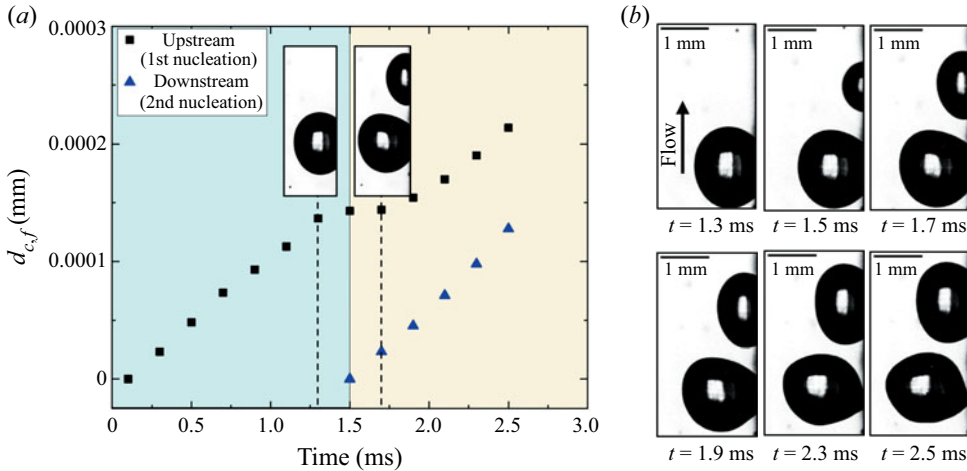 (a)
0.0003
0.0002
0.0001
0
d_{c,f} (mm)
Upstream
(1st nucleation)
Downstream
(2nd nucleation)
0 0.5 1.0 1.5 2.0 2.5 3.0
Time (ms)
(b)
1 mm 1 mm 1 mm
Flow
t = 1.3 ms t = 1.5 ms t = 1.7 ms
1 mm 1 mm 1 mm
t = 1.9 ms t = 2.3 ms t = 2.5 ms